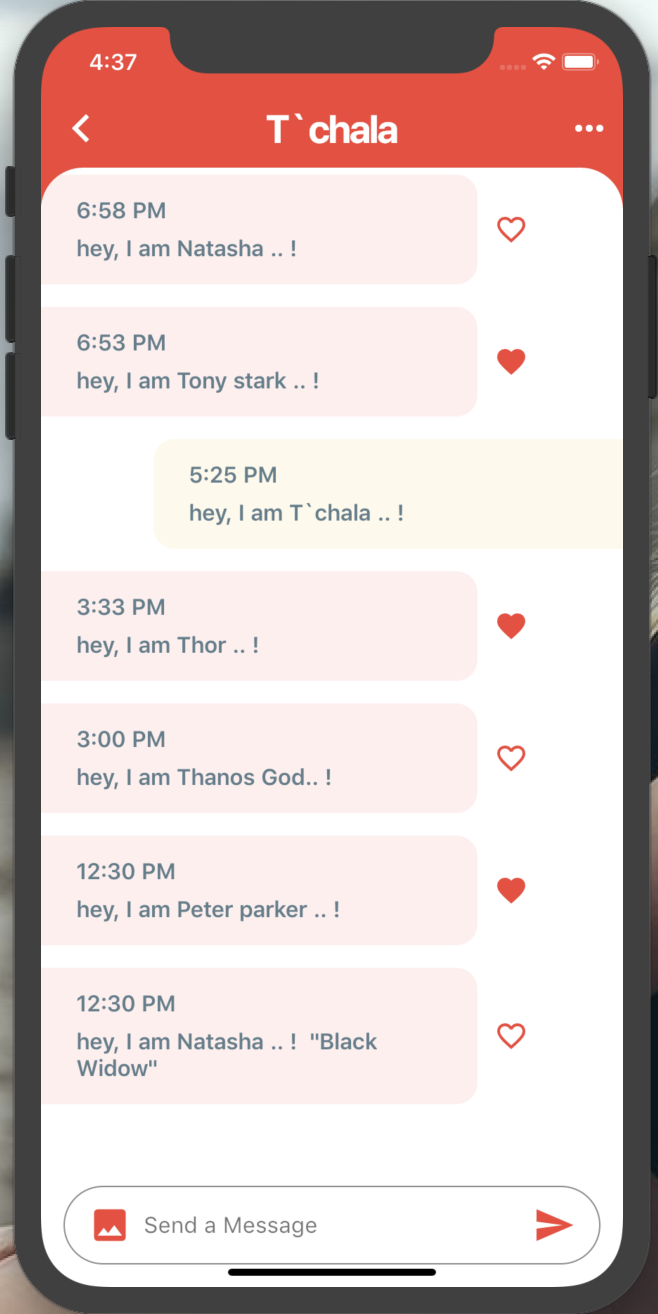 4:37
T`chala
6:58 PM
hey, I am Natasha .. !
6:53 PM
hey, I am Tony stark .. !
5:25 PM
hey, I am T`chala .. !
3:33 PM
hey, I am Thor .. !
3:00 PM
hey, I am Thanos God.. !
12:30 PM
hey, I am Peter parker .. !
12:30 PM
hey, I am Natasha .. !  "Black
Widow"
Send a Message